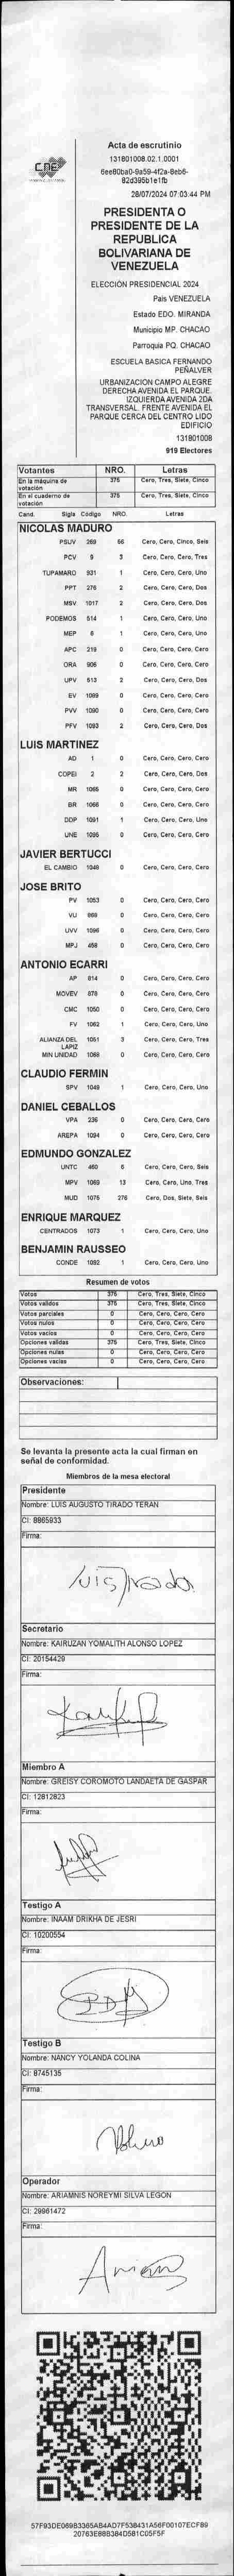 CNE
Acta de escrutinio
131801008.02.1.0001
6ee80ba0-9a59-4f2a-8eb6-
82d395b1e1fb
28/07/2024 07:03:44 PM
PRESIDENTA O
PRESIDENTE DE LA
REPUBLICA
BOLIVARIANA DE
VENEZUELA
ELECCIÓN PRESIDENCIAL 2024
Pais VENEZUELA
Estado EDO. MIRANDA
Municipio MP. CHACAO
Parroquia PQ. CHACAO
ESCUELA BASICA FERNANDO
PEÑALVER
URBANIZACION CAMPO ALEGRE
DERECHA AVENIDA EL PARQUE.
IZQUIERDA AVENIDA 2DA
TRANSVERSAL. FRENTE AVENIDA EL
PARQUE CERCA DEL CENTRO LIDO
EDIFICIO
131801008
919 Electores
Votantes NRO. Letras
En la máquina de votación 375 Cero, Tres, Siete, Cinco
En el cuaderno de votación 375 Cero, Tres, Siete, Cinco
Cand. Sigla Código NRO. Letras
NICOLAS MADURO
PSUV 269 56 Cero, Cero, Cinco, Seis
PCV 9 3 Cero, Cero, Cero, Tres
TUPAMARO 931 1 Cero, Cero, Cero, Uno
PPT 276 2 Cero, Cero, Cero, Dos
MSV 1017 2 Cero, Cero, Cero, Dos
PODEMOS 514 1 Cero, Cero, Cero, Uno
MEP 6 1 Cero, Cero, Cero, Uno
APC 219 0 Cero, Cero, Cero, Cero
ORA 906 0 Cero, Cero, Cero, Cero
UPV 513 2 Cero, Cero, Cero, Dos
EV 1089 0 Cero, Cero, Cero, Cero
PVV 1090 0 Cero, Cero, Cero, Cero
PFV 1093 2 Cero, Cero, Cero, Dos
LUIS MARTINEZ
AD 1 0 Cero, Cero, Cero, Cero
COPEI 2 2 Cero, Cero, Cero, Dos
MR 1065 0 Cero, Cero, Cero, Cero
BR 1066 0 Cero, Cero, Cero, Cero
DDP 1091 1 Cero, Cero, Cero, Uno
UNE 1095 0 Cero, Cero, Cero, Cero
JAVIER BERTUCCI
EL CAMBIO 1048 0 Cero, Cero, Cero, Cero
JOSE BRITO
PV 1053 0 Cero, Cero, Cero, Cero
VU 969 0 Cero, Cero, Cero, Cero
UVV 1096 0 Cero, Cero, Cero, Cero
MPJ 458 0 Cero, Cero, Cero, Cero
ANTONIO ECARRI
AP 814 0 Cero, Cero, Cero, Cero
MOVEV 878 0 Cero, Cero, Cero, Cero
CMC 1050 0 Cero, Cero, Cero, Cero
FV 1062 1 Cero, Cero, Cero, Uno
ALIANZA DEL LAPIZ 1051 3 Cero, Cero, Cero, Tres
MIN UNIDAD 1068 0 Cero, Cero, Cero, Cero
CLAUDIO FERMIN
SPV 1049 1 Cero, Cero, Cero, Uno
DANIEL CEBALLOS
VPA 236 0 Cero, Cero, Cero, Cero
AREPA 1094 0 Cero, Cero, Cero, Cero
EDMUNDO GONZALEZ
UNTC 460 6 Cero, Cero, Cero, Seis
MPV 1069 13 Cero, Cero, Uno, Tres
MUD 1075 276 Cero, Dos, Siete, Seis
ENRIQUE MARQUEZ
CENTRADOS 1073 1 Cero, Cero, Cero, Uno
BENJAMIN RAUSSEO
CONDE 1092 1 Cero, Cero, Cero, Uno
Resumen de votos
Votos 375 Cero, Tres, Siete, Cinco
Votos validos 375 Cero, Tres, Siete, Cinco
Votos parciales 0 Cero, Cero, Cero, Cero
Votos nulos 0 Cero, Cero, Cero, Cero
Votos vacios 0 Cero, Cero, Cero, Cero
Opciones validas 375 Cero, Tres, Siete, Cinco
Opciones nulas 0 Cero, Cero, Cero, Cero
Opciones vacias 0 Cero, Cero, Cero, Cero
Observaciones:
Se levanta la presente acta la cual firman en
señal de conformidad.
Miembros de la mesa electoral
Presidente
Nombre: LUIS AUGUSTO TIRADO TERAN
CI: 8865933
Firma:
Luis Tirado
Secretario
Nombre: KAIRUZAN YOMALITH ALONSO LOPEZ
CI: 20154429
Firma:
Miembro A
Nombre: GREISY COROMOTO LANDAETA DE GASPAR
CI: 12812823
Firma:
Testigo A
Nombre: INAAM DRIKHA DE JESRI
CI: 10200554
Firma:
Testigo B
Nombre: NANCY YOLANDA COLINA
CI: 8745135
Firma:
Operador
Nombre: ARIAMNIS NOREYMI SILVA LEGON
CI: 29961472
Firma:
57F93DE069B3365AB4AD7F538431A56F00107ECF89
20763E88B384D581C05F5F